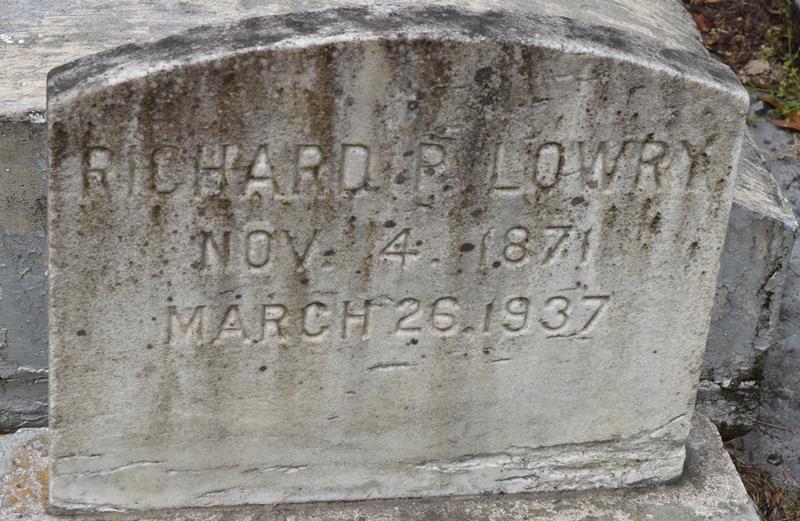 RICHARD P. LOWRY
NOV. 14. 1871
MARCH 26.1937